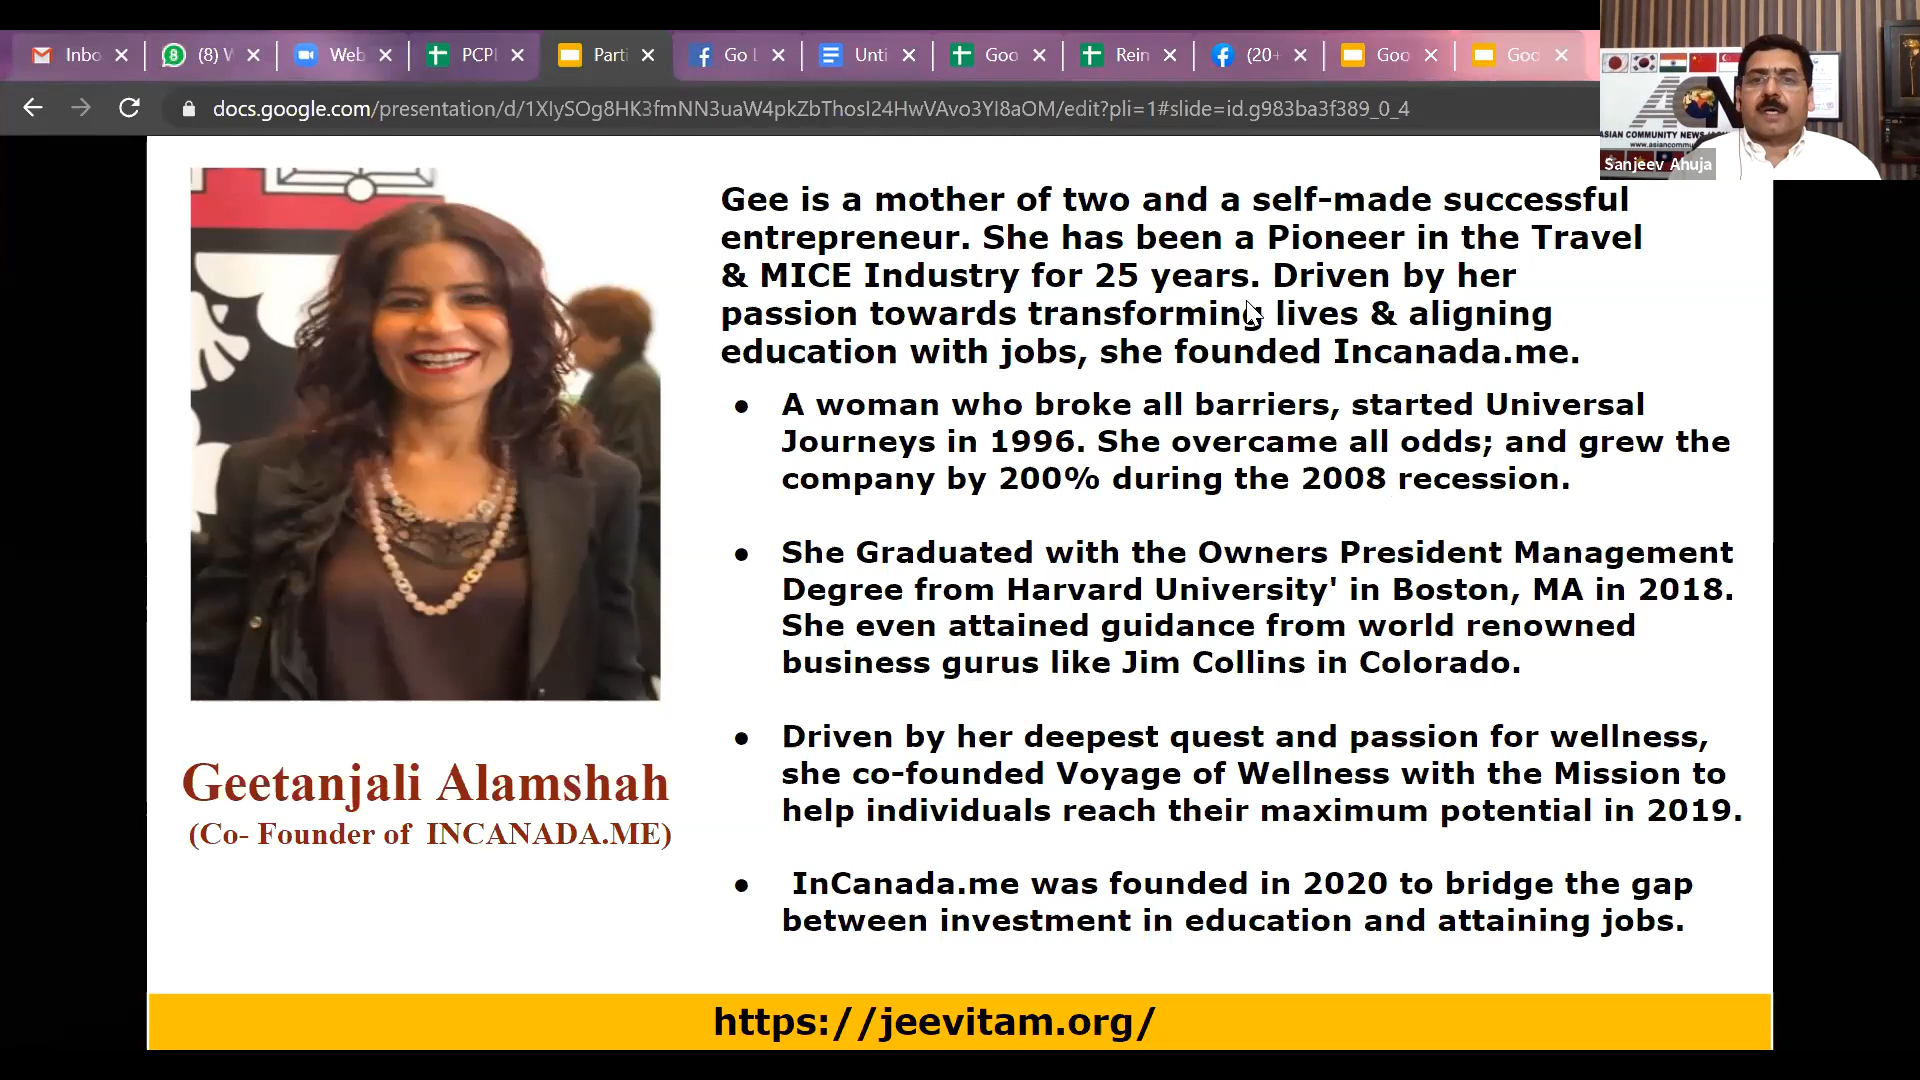 Inbo
(8) W
Web
PCPL
Parti
Go L
Unti
Goo
Rein
(20+
Goo
Goo
docs.google.com/presentation/d/1XIySOg8HK3fmNN3uaW4pkZbThosI24HwVAvo3YI8aOM/edit?pli=1#slide=id.g983ba3f389_0_4
ASIAN COMMUNITY NEWS
www.asiancommu
Sanjeev Ahuja
Gee is a mother of two and a self-made successful
entrepreneur. She has been a Pioneer in the Travel
& MICE Industry for 25 years. Driven by her
passion towards transforming lives & aligning
education with jobs, she founded Incanada.me.
● A woman who broke all barriers, started Universal
Journeys in 1996. She overcame all odds; and grew the
company by 200% during the 2008 recession.
● She Graduated with the Owners President Management
Degree from Harvard University' in Boston, MA in 2018.
She even attained guidance from world renowned
business gurus like Jim Collins in Colorado.
● Driven by her deepest quest and passion for wellness,
she co-founded Voyage of Wellness with the Mission to
help individuals reach their maximum potential in 2019.
● InCanada.me was founded in 2020 to bridge the gap
between investment in education and attaining jobs.
Geetanjali Alamshah
(Co- Founder of INCANADA.ME)
https://jeevitam.org/